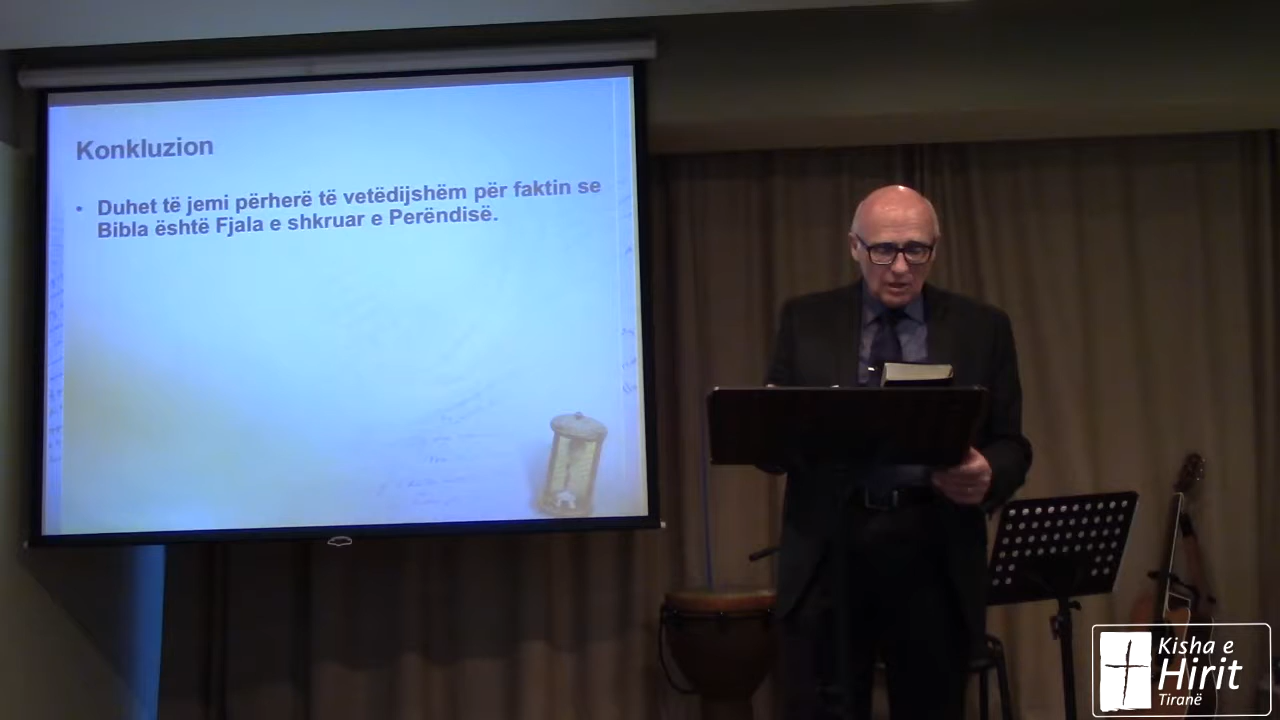 Konkluzion
• Duhet të jemi përherë të vetëdijshëm për faktin se
Bibla është Fjala e shkruar e Perëndisë.
Kisha e
Hirit
Tiranë